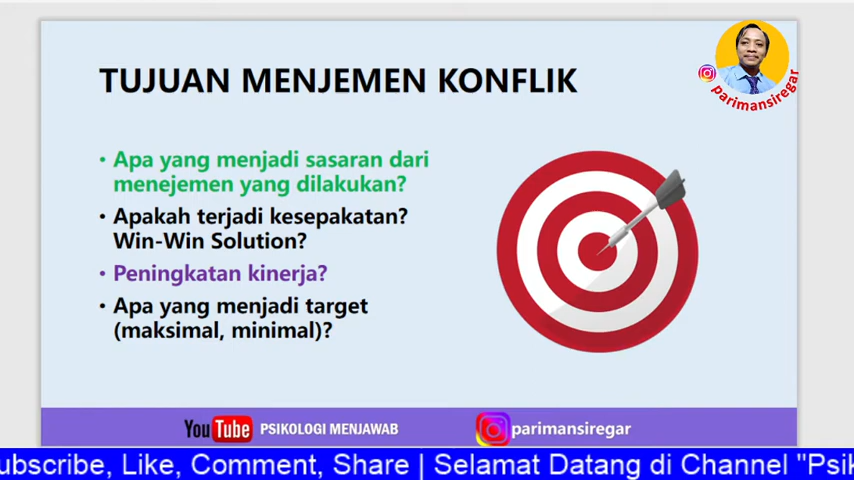 TUJUAN MENJEMEN KONFLIK
parimansiregar
• Apa yang menjadi sasaran dari
menejemen yang dilakukan?
• Apakah terjadi kesepakatan?
Win-Win Solution?
• Peningkatan kinerja?
• Apa yang menjadi target
(maksimal, minimal)?
YouTube PSIKOLOGI MENJAWAB
parimansiregar
ubscribe, Like, Comment, Share | Selamat Datang di Channel "Psik